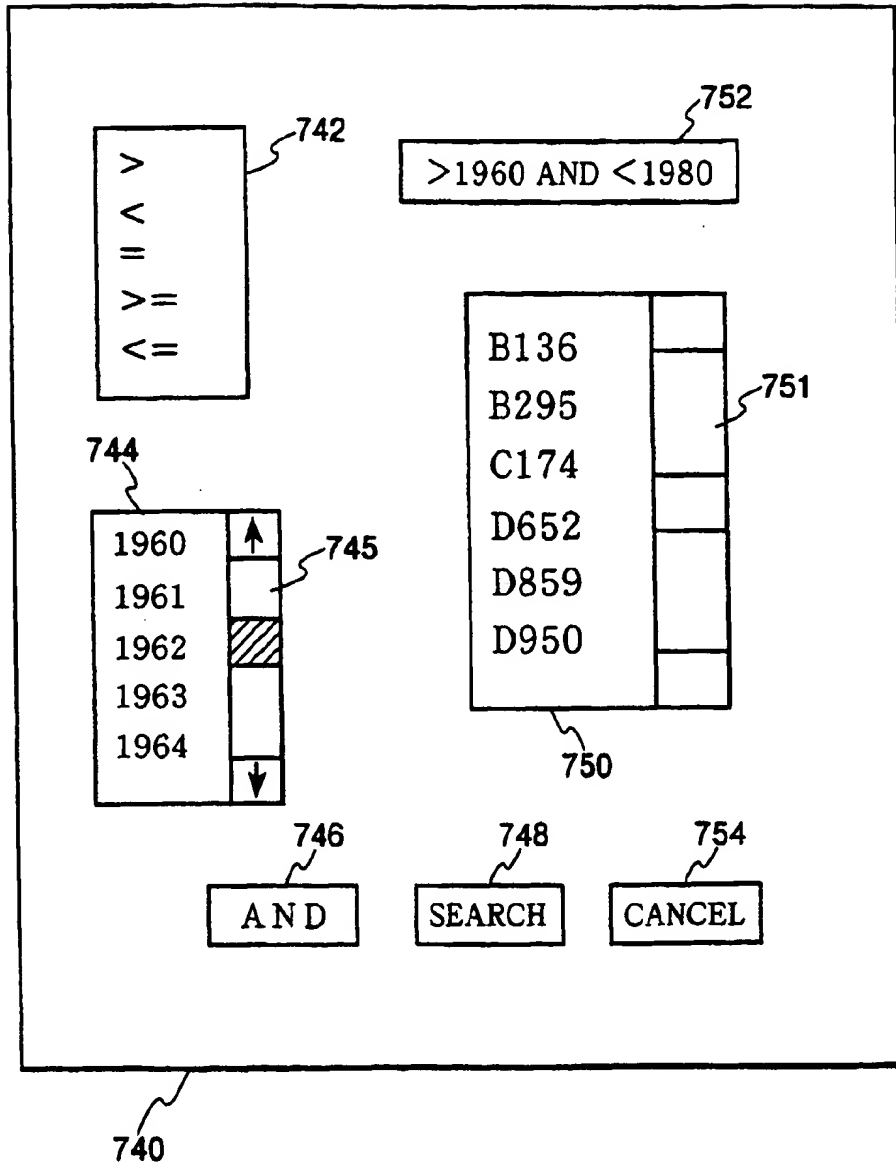 752
742
>
<
=
>=
<=
>1960 AND <1980
B136
B295
C174
D652
D859
D950
751
744
1960
1961
1962
1963
1964
745
750
746
748
754
AND
SEARCH
CANCEL
740